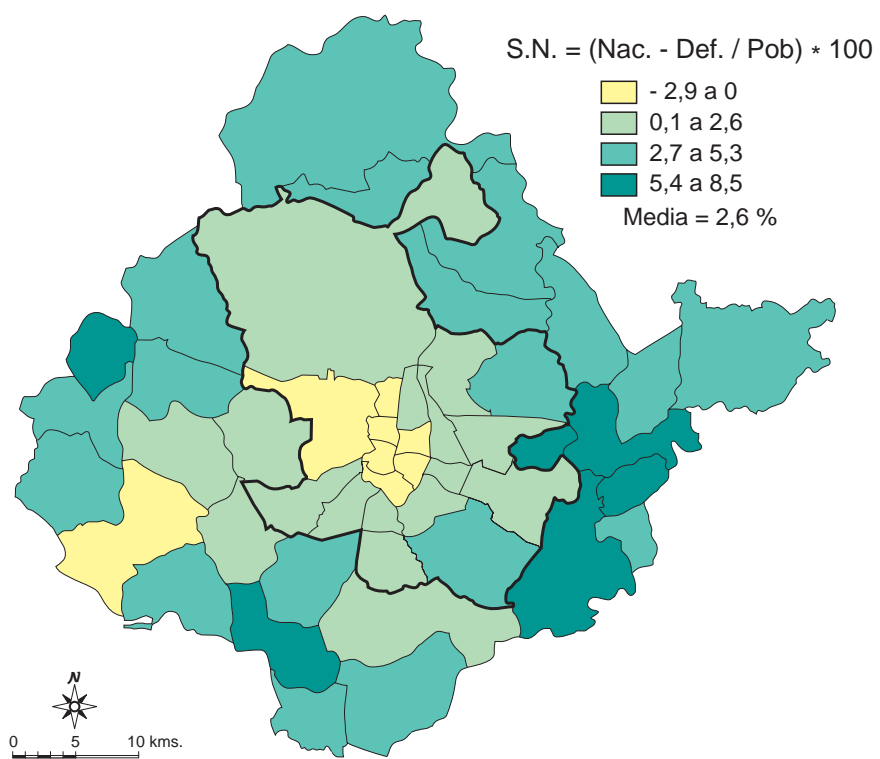 S.N. = (Nac. - Def. / Pob) * 100
- 2,9 a 0
0,1 a 2,6
2,7 a 5,3
5,4 a 8,5
Media = 2,6 %
N
0 5 10 kms.